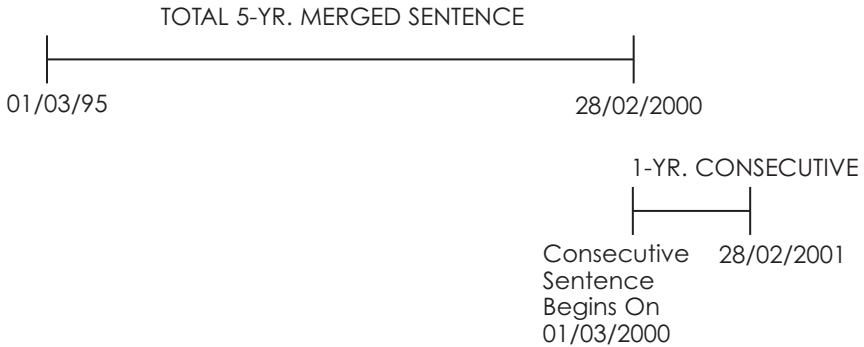 TOTAL 5-YR. MERGED SENTENCE
01/03/95
28/02/2000
1-YR. CONSECUTIVE
Consecutive
Sentence
Begins On
01/03/2000
28/02/2001